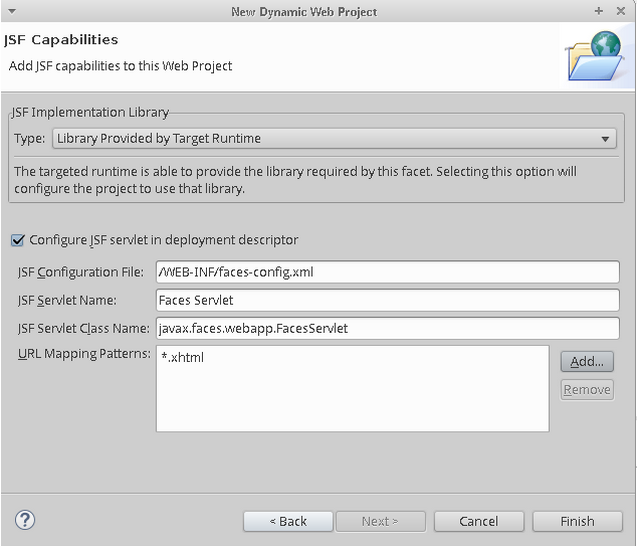 New Dynamic Web Project
JSF Capabilities
Add JSF capabilities to this Web Project
JSF Implementation Library
Type: Library Provided by Target Runtime
The targeted runtime is able to provide the library required by this facet. Selecting this option will
configure the project to use that library.
Configure JSF servlet in deployment descriptor
JSF Configuration File: /WEB-INF/faces-config.xml
JSF Servlet Name: Faces Servlet
JSF Servlet Class Name: javax.faces.webapp.FacesServlet
URL Mapping Patterns: *.xhtml
Add...
Remove
? < Back Next > Cancel Finish